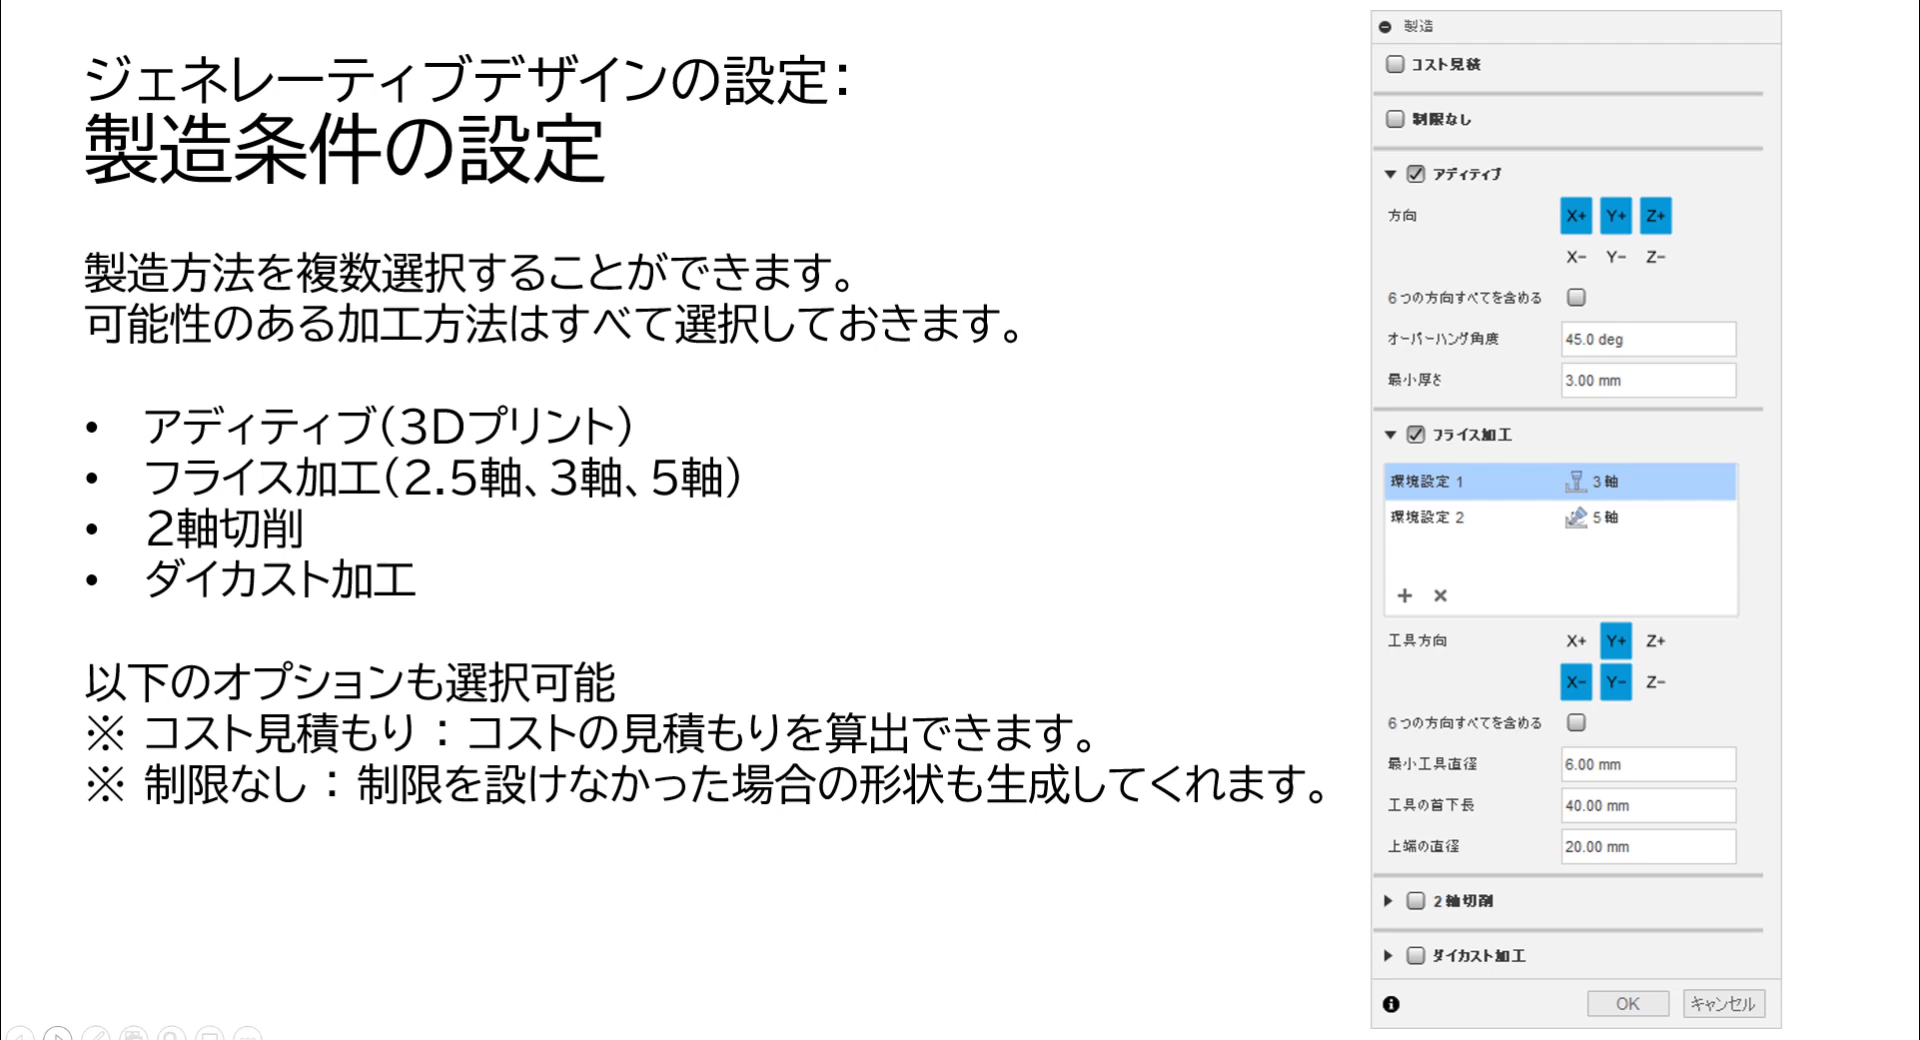 ジェネレーティブデザインの設定：
製造条件の設定
製造方法を複数選択することができます。
可能性のある加工方法はすべて選択しておきます。
• アディティブ（3Dプリント）
• フライス加工（2.5軸、3軸、5軸）
• 2軸切削
• ダイカスト加工
以下のオプションも選択可能
※ コスト見積もり：コストの見積もりを算出できます。
※ 制限なし：制限を設けなかった場合の形状も生成してくれます。
製造
コスト見積
制限なし
アディティブ
方向 X+ Y+ Z+
X- Y- Z-
6つの方向すべてを含める
オーバーハング角度 45.0 deg
最小厚さ 3.00 mm
フライス加工
環境設定 1 3 軸
環境設定 2 5 軸
工具方向 X+ Y+ Z+
X- Y- Z-
6つの方向すべてを含める
最小工具直径 6.00 mm
工具の首下長 40.00 mm
上端の直径 20.00 mm
2 軸切削
ダイカスト加工
OK キャンセル